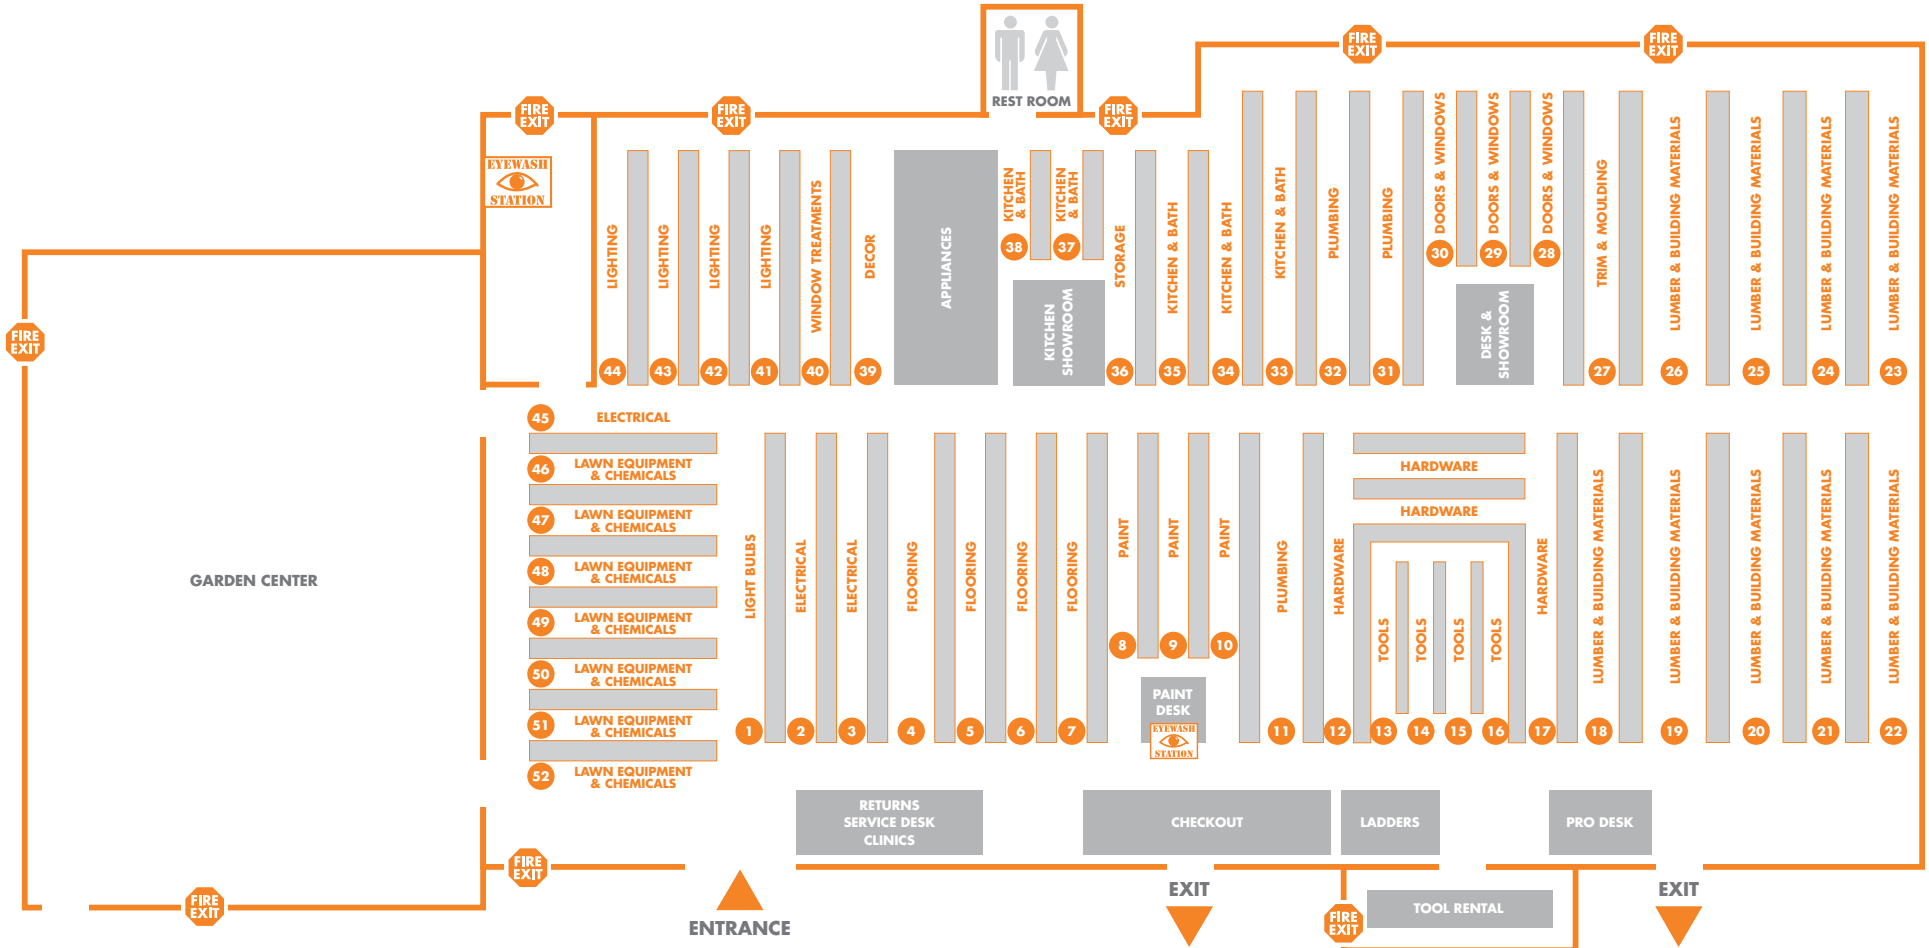 REST ROOM
FIRE
EXIT
FIRE
EXIT
FIRE
EXIT
FIRE
EXIT
FIRE
EXIT
EYEWASH
STATION
FIRE
EXIT
LIGHTING
44
LIGHTING
43
LIGHTING
42
LIGHTING
41
WINDOW TREATMENTS
40
DECOR
39
APPLIANCES
KITCHEN
& BATH
38
KITCHEN
& BATH
37
KITCHEN
SHOWROOM
STORAGE
36
KITCHEN & BATH
35
KITCHEN & BATH
34
KITCHEN & BATH
33
PLUMBING
32
PLUMBING
31
DOORS & WINDOWS
30
DOORS & WINDOWS
29
DOORS & WINDOWS
28
DESK &
SHOWROOM
TRIM & MOULDING
27
LUMBER & BUILDING MATERIALS
26
LUMBER & BUILDING MATERIALS
25
LUMBER & BUILDING MATERIALS
24
LUMBER & BUILDING MATERIALS
23
GARDEN CENTER
45
ELECTRICAL
46
LAWN EQUIPMENT
& CHEMICALS
47
LAWN EQUIPMENT
& CHEMICALS
48
LAWN EQUIPMENT
& CHEMICALS
49
LAWN EQUIPMENT
& CHEMICALS
50
LAWN EQUIPMENT
& CHEMICALS
51
LAWN EQUIPMENT
& CHEMICALS
52
LAWN EQUIPMENT
& CHEMICALS
LIGHT BULBS
1
ELECTRICAL
2
ELECTRICAL
3
FLOORING
4
FLOORING
5
FLOORING
6
FLOORING
7
PAINT
8
PAINT
9
PAINT
10
PAINT
DESK
EYEWASH
STATION
PLUMBING
11
HARDWARE
12
HARDWARE
HARDWARE
TOOLS
13
TOOLS
14
TOOLS
15
TOOLS
16
HARDWARE
17
LUMBER & BUILDING MATERIALS
18
LUMBER & BUILDING MATERIALS
19
LUMBER & BUILDING MATERIALS
20
LUMBER & BUILDING MATERIALS
21
LUMBER & BUILDING MATERIALS
22
RETURNS
SERVICE DESK
CLINICS
CHECKOUT
LADDERS
PRO DESK
FIRE
EXIT
FIRE
EXIT
ENTRANCE
EXIT
FIRE
EXIT
TOOL RENTAL
EXIT